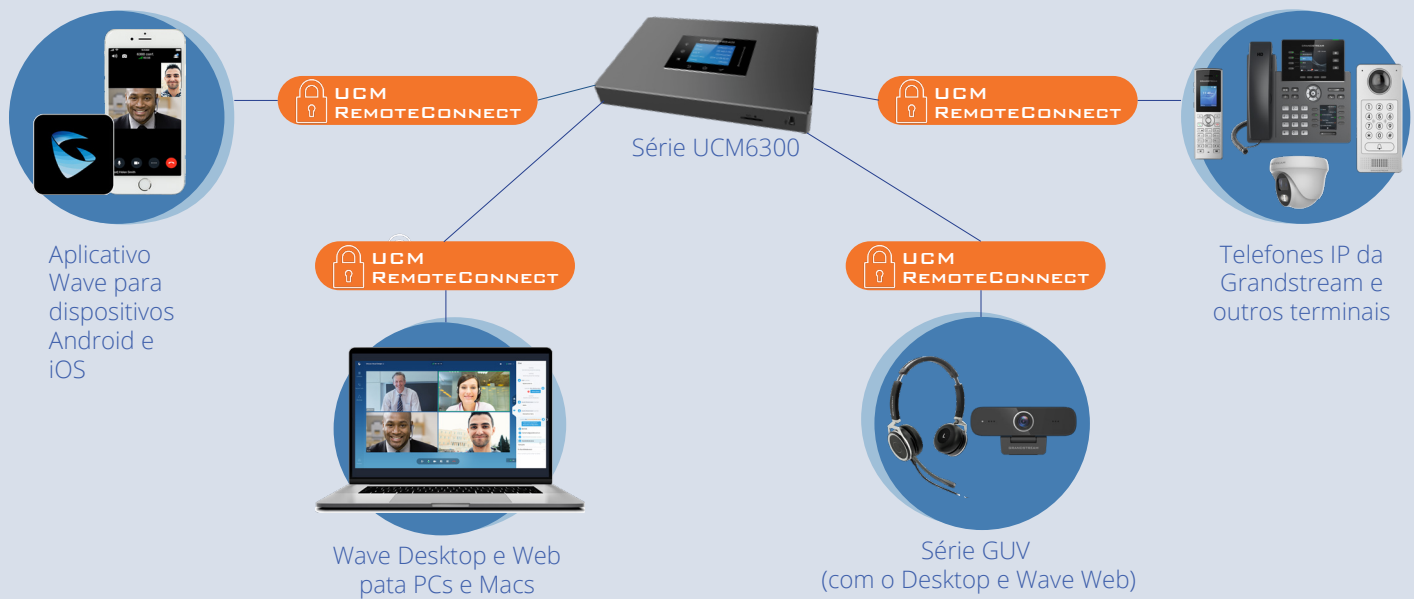 UCM
REMOTECONNECT
UCM
REMOTECONNECT
Série UCM6300
Aplicativo
Wave para
dispositivos
Android e
iOS
UCM
REMOTECONNECT
UCM
REMOTECONNECT
Telefones IP da
Grandstream e
outros terminais
Wave Desktop e Web
pata PCs e Macs
Série GUV
(com o Desktop e Wave Web)